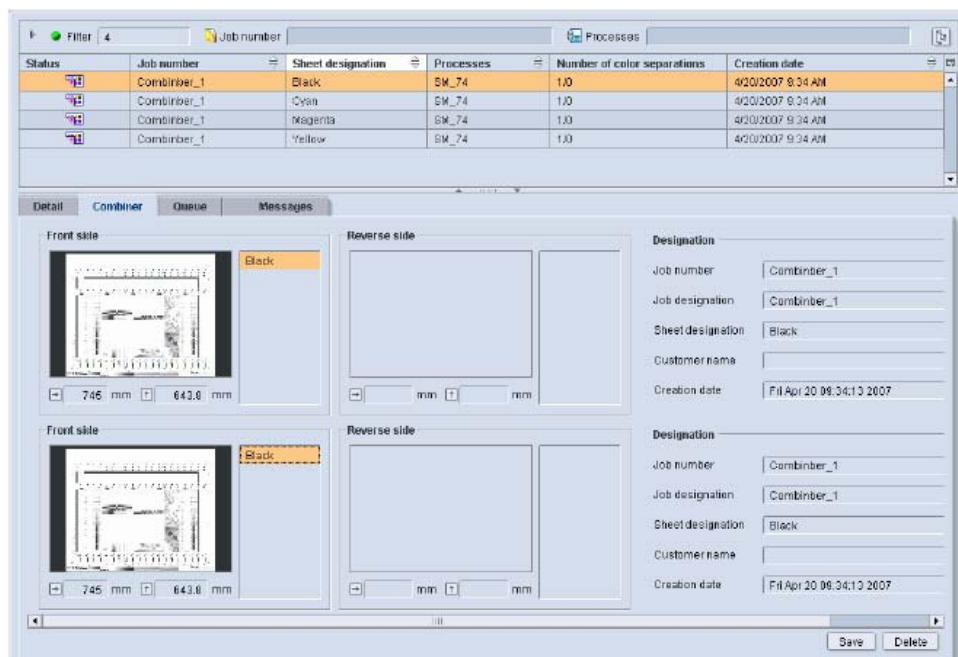 Filter 4 Job number Processes
Status Job number Sheet designation Processes Number of color separations Creation date
Combinber_1 Black SM_74 1/0 4/20/2007 9:34 AM
Combinber_1 Cyan SM_74 1/0 4/20/2007 9:34 AM
Combinber_1 Magenta SM_74 1/0 4/20/2007 9:34 AM
Combinber_1 Yellow SM_74 1/0 4/20/2007 9:34 AM
Detail Combiner Queue Messages
Front side Reverse side
Black
745 mm 643.8 mm mm mm
Designation
Job number Combinber_1
Job designation Combinber_1
Sheet designation Black
Customer name
Creation date Fri Apr 20 09:34:13 2007
Front side Reverse side
Black
745 mm 643.8 mm mm mm
Designation
Job number Combinber_1
Job designation Combinber_1
Sheet designation Black
Customer name
Creation date Fri Apr 20 09:34:13 2007
Save Delete